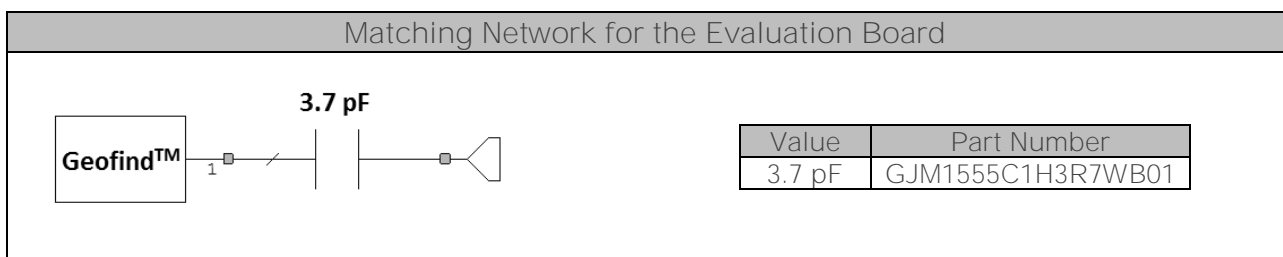 Matching Network for the Evaluation Board
3.7 pF
Geofind™
1
Value Part Number
3.7 pF GJM1555C1H3R7WB01